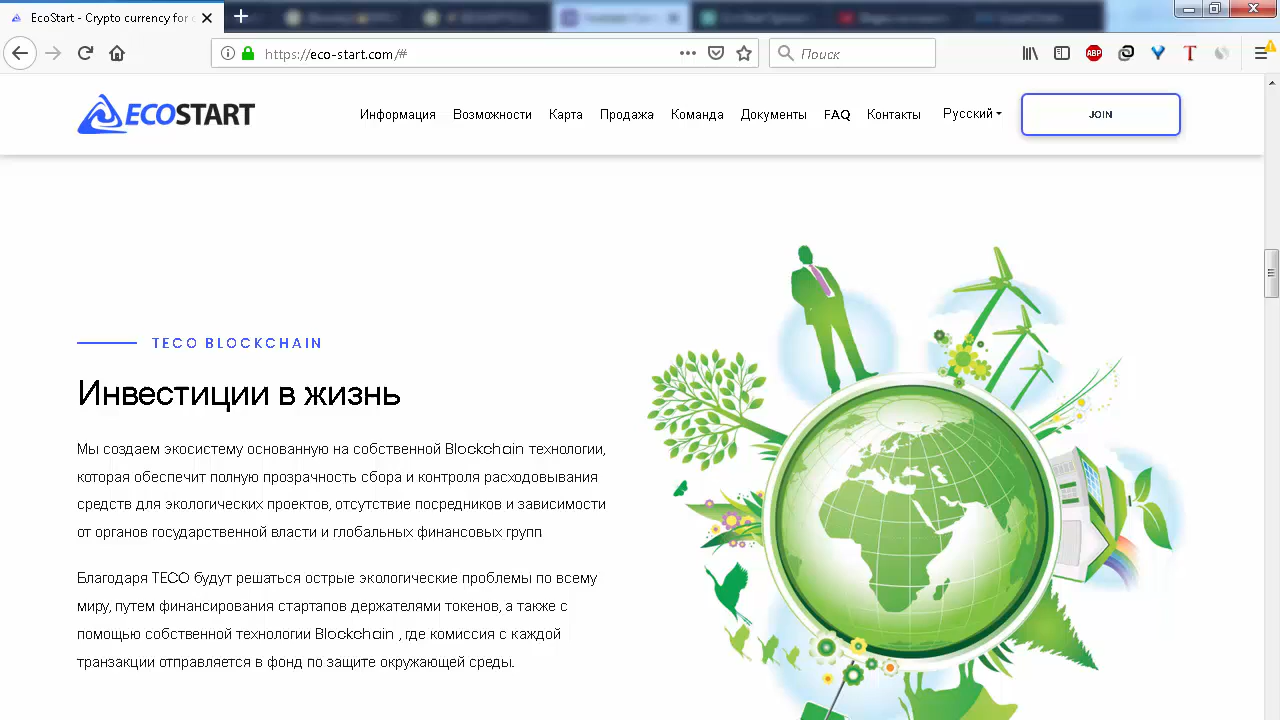 EcoStart - Crypto currency for
https://eco-start.com/#
Поиск
ABP
ECOSTART
Информация
Возможности
Карта
Продажа
Команда
Документы
FAQ
Контакты
Русский
JOIN
TECO BLOCKCHAIN
Инвестиции в жизнь
Мы создаем экосистему основанную на собственной Blockchain технологии,
которая обеспечит полную прозрачность сбора и контроля расходовывания
средств для экологических проектов, отсутствие посредников и зависимости
от органов государственной власти и глобальных финансовых групп
Благодаря TECO будут решаться острые экологические проблемы по всему
миру, путем финансирования стартапов держателями токенов, а также с
помощью собственной технологии Blockchain , где комиссия с каждой
транзакции отправляется в фонд по защите окружающей среды.